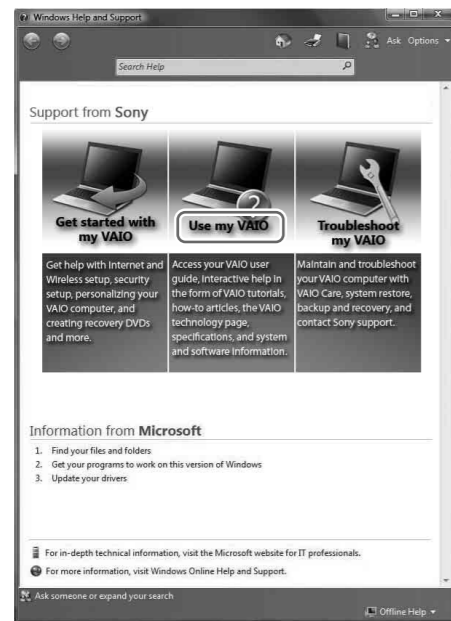 Windows Help and Support
Ask Options
Search Help
Support from Sony
Get started with
my VAIO
Use my VAIO
Troubleshoot
my VAIO
Get help with Internet and
Wireless setup, security
setup, personalizing your
VAIO computer, and
creating recovery DVDs
and more.
Access your VAIO user
guide, Interactive help in
the form of VAIO tutorials,
how-to articles, the VAIO
technology page,
specifications, and system
and software information.
Maintain and troubleshoot
your VAIO computer with
VAIO Care, system restore,
backup and recovery, and
contact Sony support.
Information from Microsoft
1. Find your files and folders
2. Get your programs to work on this version of Windows
3. Update your drivers
For in-depth technical information, visit the Microsoft website for IT professionals.
For more information, visit Windows Online Help and Support.
Ask someone or expand your search
Offline Help